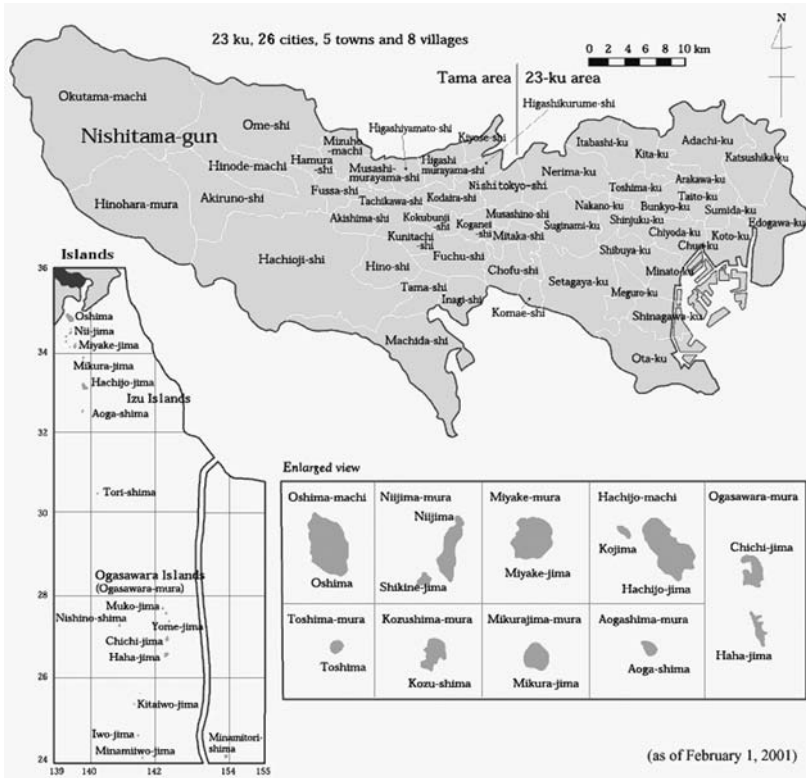 23 ku, 26 cities, 5 towns and 8 villages
N
0 2 4 6 8 10 km
Tama area
23-ku area
Higashikurume-shi
Okutama-machi
Nishitama-gun
Ome-shi
Mizuho
-machi
Higashiyamato-shi
Kiyose-shi
Itabashi-ku
Adachi-ku
Kita-ku
Katsushika-ku
Hinode-machi
Hamura
-shi
Musashi-
murayama-shi
Higashi
murayama-shi
Nerima-ku
Arakawa-ku
Hinohara-mura
Akiruno-shi
Fussa-shi
Tachikawa-shi
Kodaira-shi
Nishitokyo-shi
Toshima-ku
Taito-ku
Akishima-shi
Kokubunji
-shi
Koganei
-shi
Musashino-shi
Mitaka-shi
Nakano-ku
Suginami-ku
Bunkyo-ku
Shinjuku-ku
Sumida-ku
Edogawa-ku
Chiyoda-ku
Koto-ku
Chuo-ku
Kunitachi
-shi
Fuchu-shi
Shibuya-ku
Hachioji-shi
Hino-shi
Chofu-shi
Minato-ku
Tama-shi
Setagaya-ku
Meguro-ku
Inagi-shi
Komae-shi
Shinagawa-ku
Machida-shi
Ota-ku
Islands
36
Oshima
Nii-jima
Miyake-jima
34
Mikura-jima
Hachijo-jima
Izu Islands
Aoga-shima
32
Tori-shima
30
28
Ogasawara Islands
(Ogasawara-mura)
Muko-jima
Nishino-shima
Yome-jima
Chichi-jima
Haha-jima
26
Kitaiwo-jima
Iwo-jima
Minamiiwo-jima
Minamitori-
shima
24
139 140 142 154 155
Enlarged view
Oshima-machi
Oshima
Niijima-mura
Niijima
Shikine-jima
Miyake-mura
Miyake-jima
Hachijo-machi
Kojima
Hachijo-jima
Ogasawara-mura
Chichi-jima
Haha-jima
Toshima-mura
Toshima
Kozushima-mura
Kozu-shima
Mikurajima-mura
Mikura-jima
Aogashima-mura
Aoga-shima
(as of February 1, 2001)